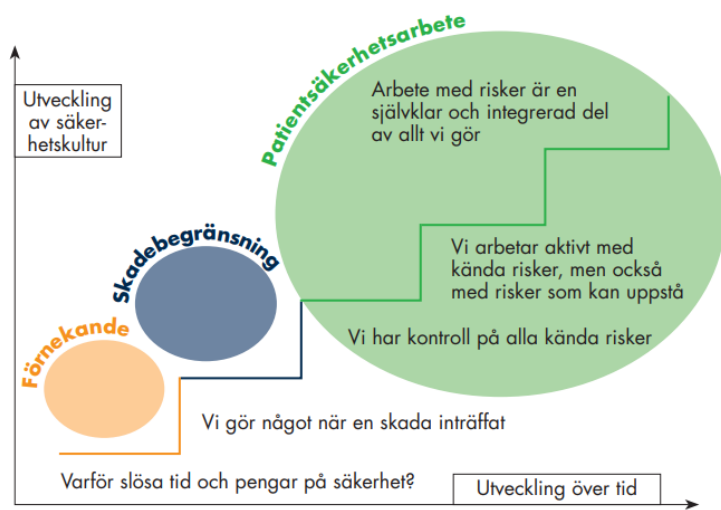 Patientsäkerhetsarbete
Arbete med risker är en
självklar och integrerad del
av allt vi gör
Utveckling
av säker-
hetskultur
Skadebegränsning
Vi arbetar aktivt med
kända risker, men också
med risker som kan uppstå
Förnekande
Vi har kontroll på alla kända risker
Vi gör något när en skada inträffat
Varför slösa tid och pengar på säkerhet?
Utveckling över tid